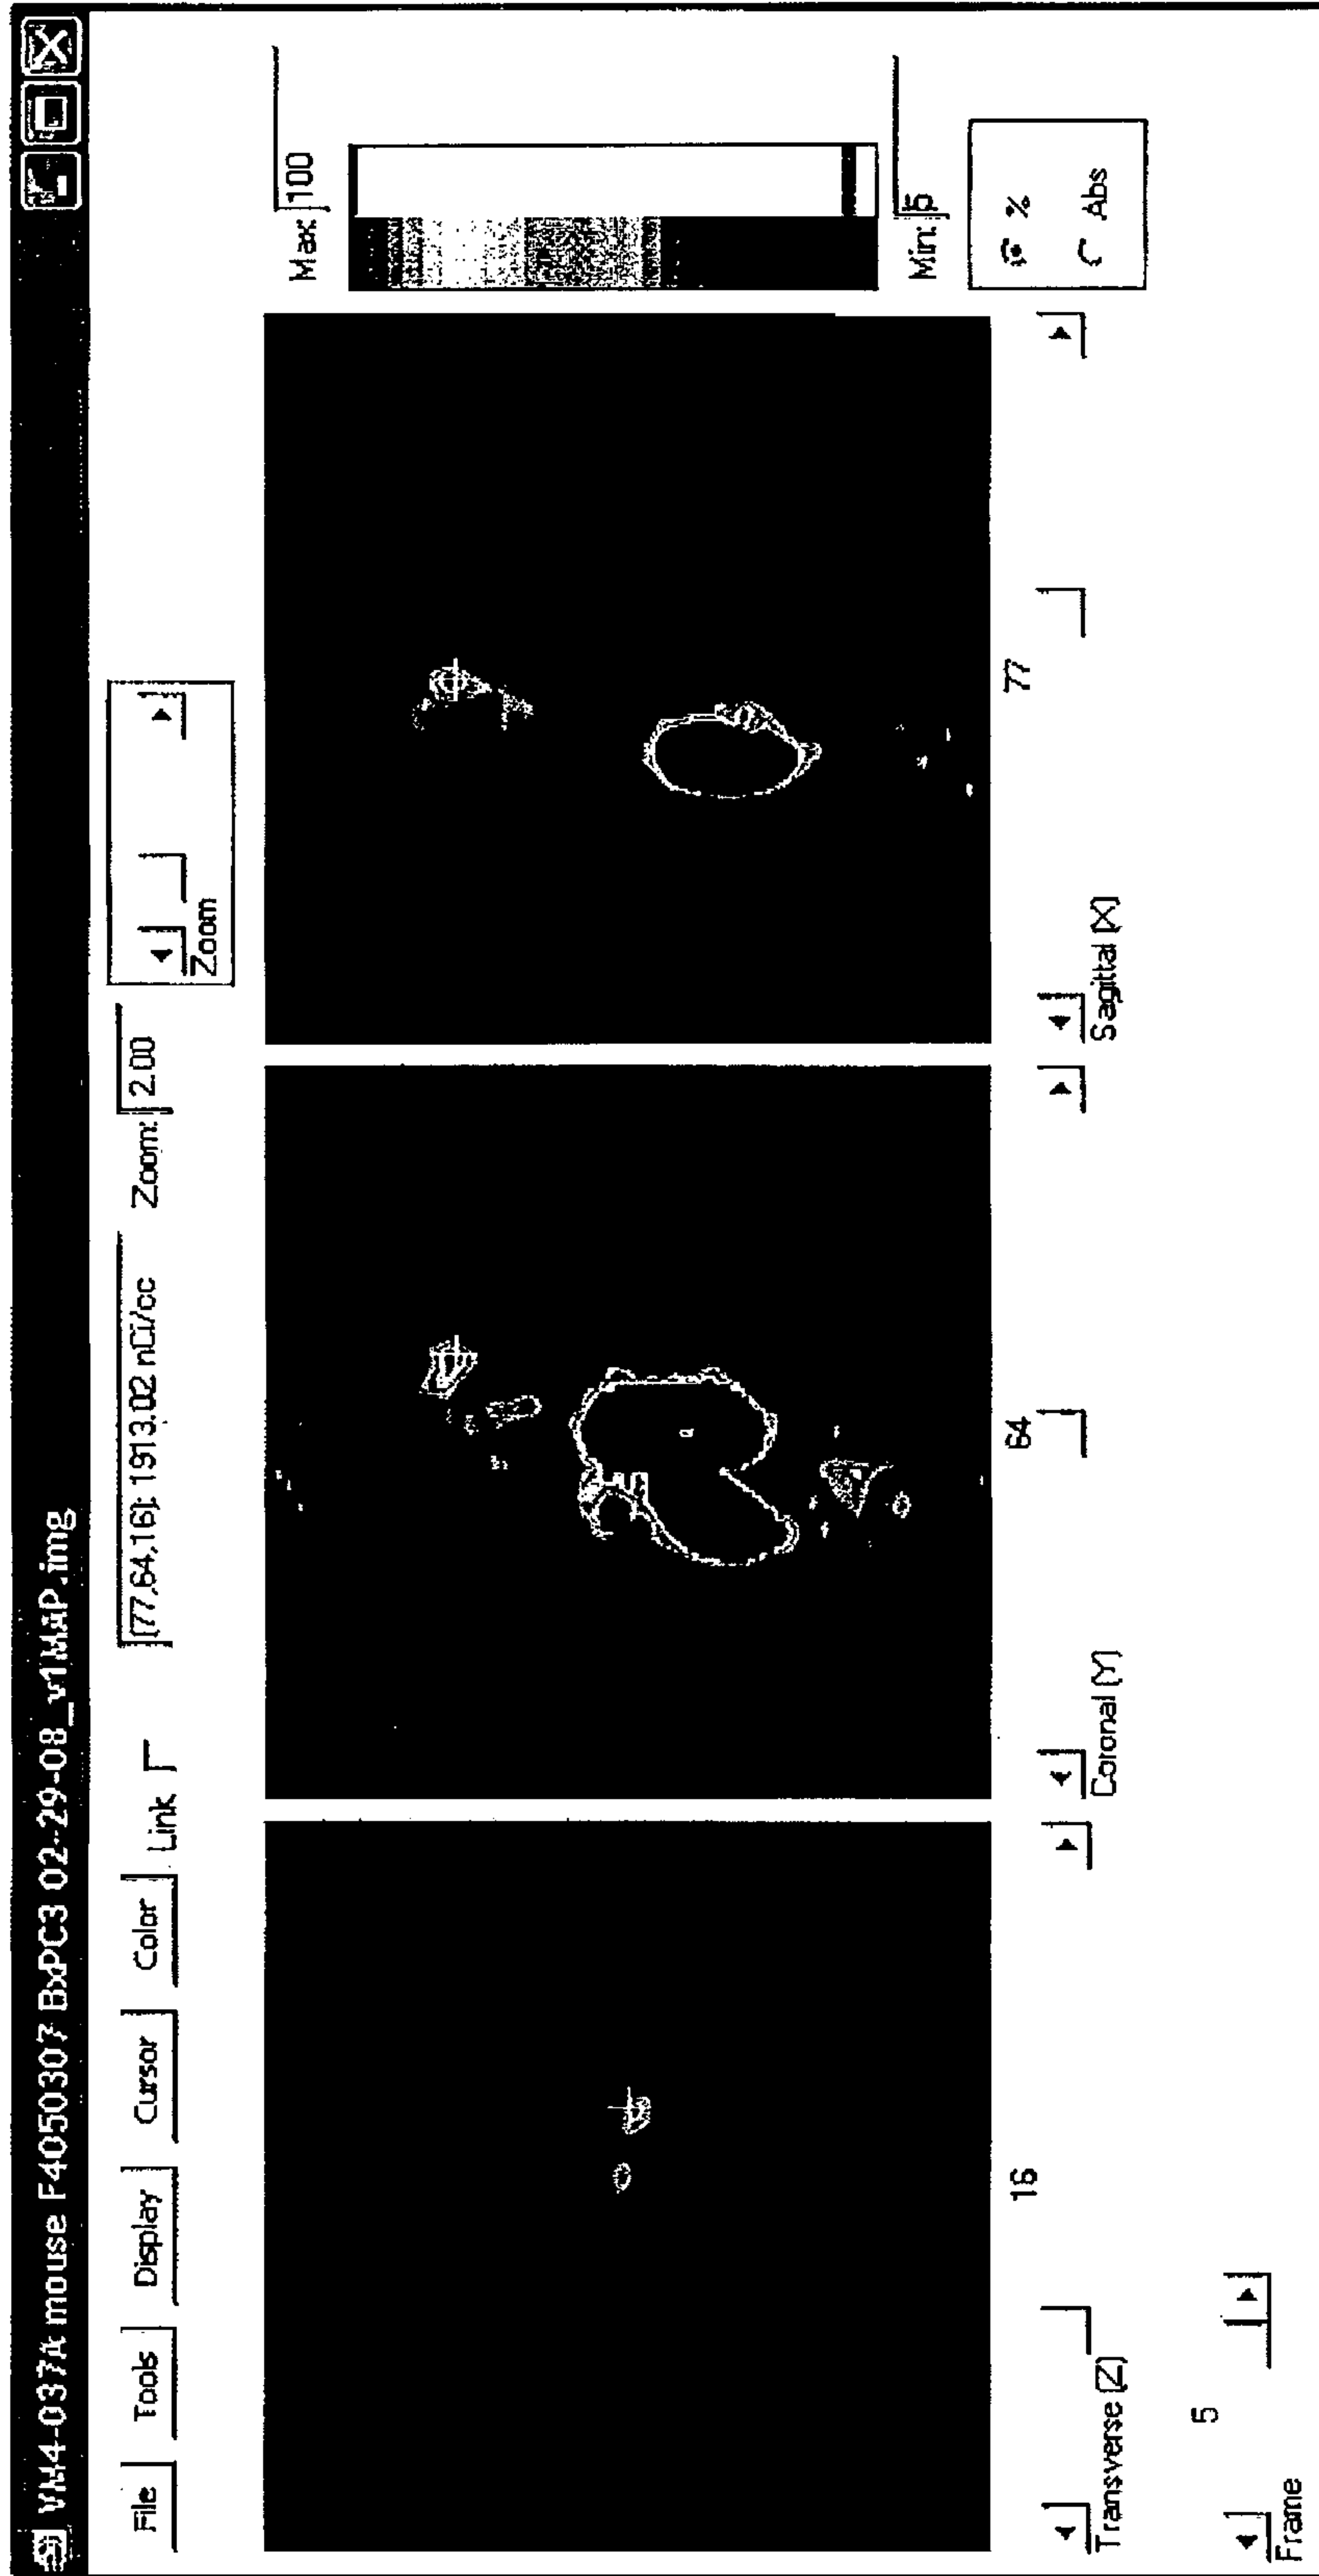 VM4-037A mouse F4050307 BxPC3 02-29-08_v1MAP.img
File Tools Display Cursor Color Link [77,64,16]: 1913.02 nCi/cc Zoom: 2.00
Zoom
Max: 100
Min: 5
%
Abs
16 64 77
Transverse (Z) Coronal (Y) Sagittal (X)
5
Frame